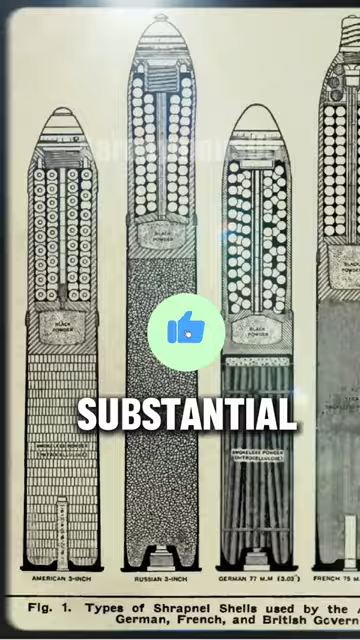 BLACK
POWDER
BLACK
POWDER
BLACK
POWDER
BLACK
POWDER
SUBSTANTIAL
SMOKELESS POWDER
(NITROCELLULOSE)
SMOKELESS POWDER
(NITROCELLULOSE)
AMERICAN 3-INCH
RUSSIAN 3-INCH
GERMAN 77 M.M (3.03")
FRENCH 75 M
Fig. 1. Types of Shrapnel Shells used by the A
German, French, and British Govern